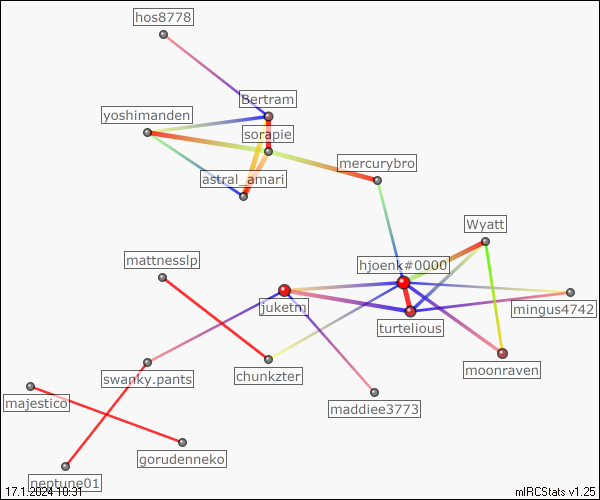 hos8778
Bertram
yoshimanden
sorapie
mercurybro
astral_amari
Wyatt
mattnesslp
hjoenk#0000
juketm
mingus4742
turtelious
moonraven
swanky.pants
chunkzter
majestico
maddiee3773
gorudenneko
neptune01
17.1.2024 10:31
mIRCStats v1.25